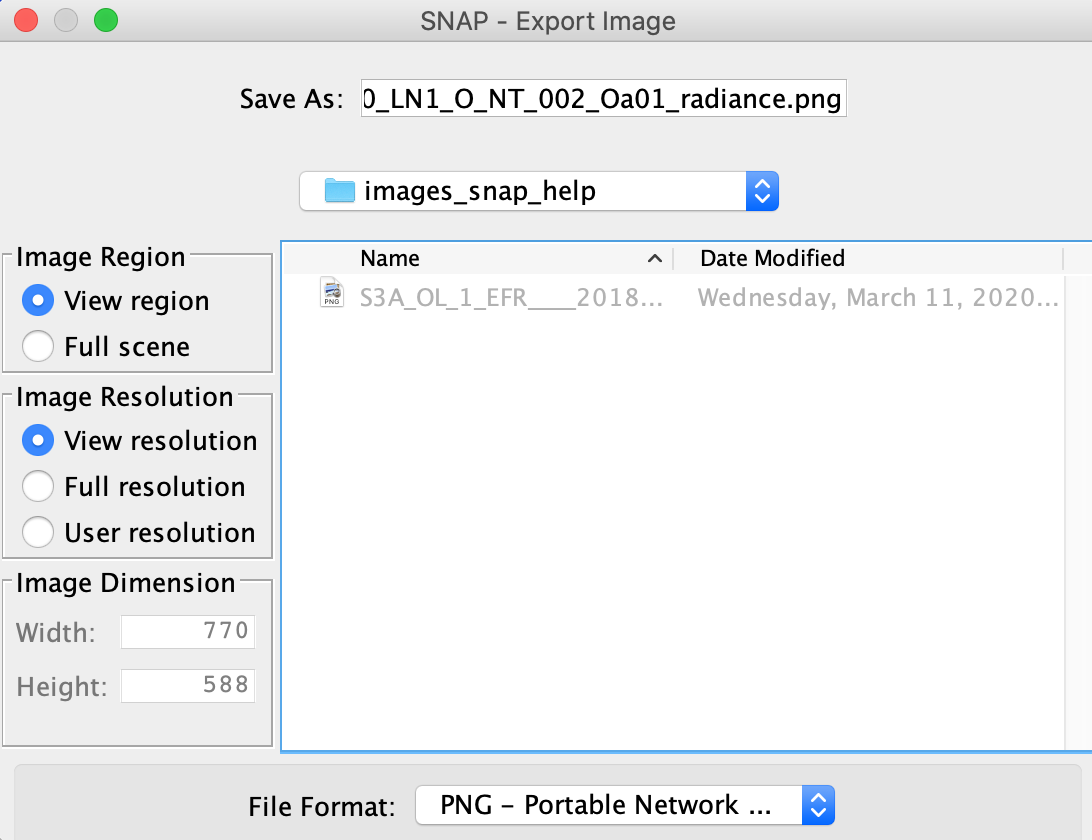 SNAP - Export Image
Save As: 0_LN1_O_NT_002_Oa01_radiance.png
images_snap_help
Image Region
View region
Full scene
Image Resolution
View resolution
Full resolution
User resolution
Image Dimension
Width: 770
Height: 588
Name Date Modified
PNG S3A_OL_1_EFR____2018... Wednesday, March 11, 2020...
File Format: PNG - Portable Network ...